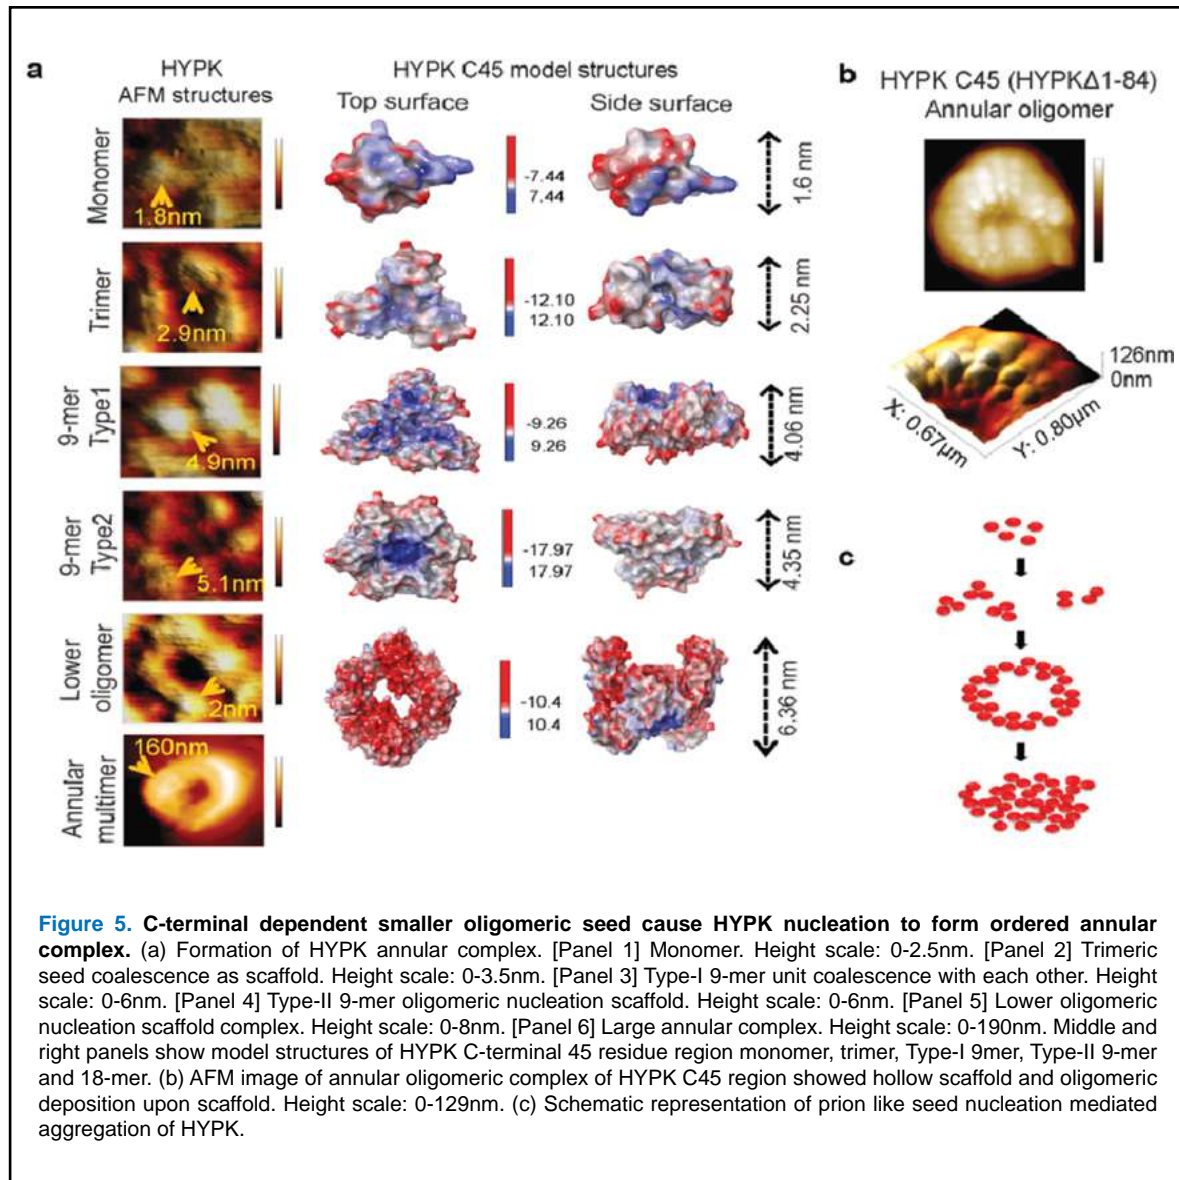 a
HYPK
AFM structures
HYPK C45 model structures
Top surface
Side surface
Monomer
1.8nm
-7.44
7.44
1.6 nm
Trimer
2.9nm
-12.10
12.10
2.25 nm
9-mer
Type1
4.9nm
-9.26
9.26
4.06 nm
9-mer
Type2
5.1nm
-17.97
17.97
4.35 nm
Lower
oligomer
.2nm
-10.4
10.4
6.36 nm
Annular
multimer
160nm
b
HYPK C45 (HYPKΔ1-84)
Annular oligomer
126nm
0nm
X: 0.67µm
Y: 0.80µm
c
Figure 5. C-terminal dependent smaller oligomeric seed cause HYPK nucleation to form ordered annular
complex. (a) Formation of HYPK annular complex. [Panel 1] Monomer. Height scale: 0-2.5nm. [Panel 2] Trimeric
seed coalescence as scaffold. Height scale: 0-3.5nm. [Panel 3] Type-I 9-mer unit coalescence with each other. Height
scale: 0-6nm. [Panel 4] Type-II 9-mer oligomeric nucleation scaffold. Height scale: 0-6nm. [Panel 5] Lower oligomeric
nucleation scaffold complex. Height scale: 0-8nm. [Panel 6] Large annular complex. Height scale: 0-190nm. Middle and
right panels show model structures of HYPK C-terminal 45 residue region monomer, trimer, Type-I 9mer, Type-II 9-mer
and 18-mer. (b) AFM image of annular oligomeric complex of HYPK C45 region showed hollow scaffold and oligomeric
deposition upon scaffold. Height scale: 0-129nm. (c) Schematic representation of prion like seed nucleation mediated
aggregation of HYPK.